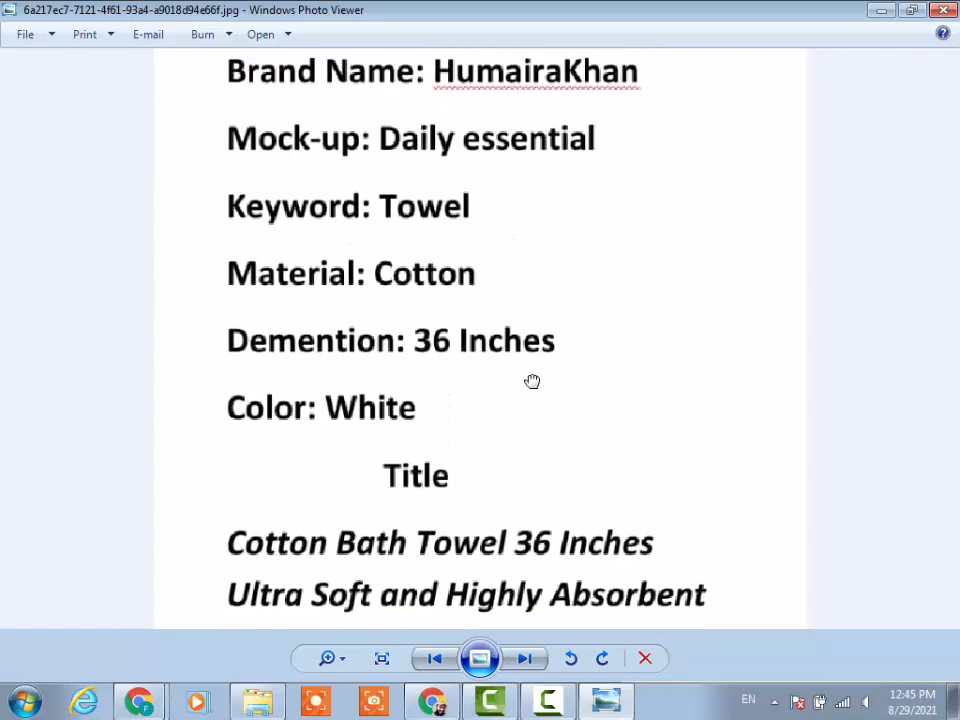 6a217ec7-7121-4f61-93a4-a9018d94e66f.jpg - Windows Photo Viewer
File Print E-mail Burn Open
Brand Name: HumairaKhan
Mock-up: Daily essential
Keyword: Towel
Material: Cotton
Demention: 36 Inches
Color: White
Title
Cotton Bath Towel 36 Inches
Ultra Soft and Highly Absorbent
EN
12:45 PM
8/29/2021